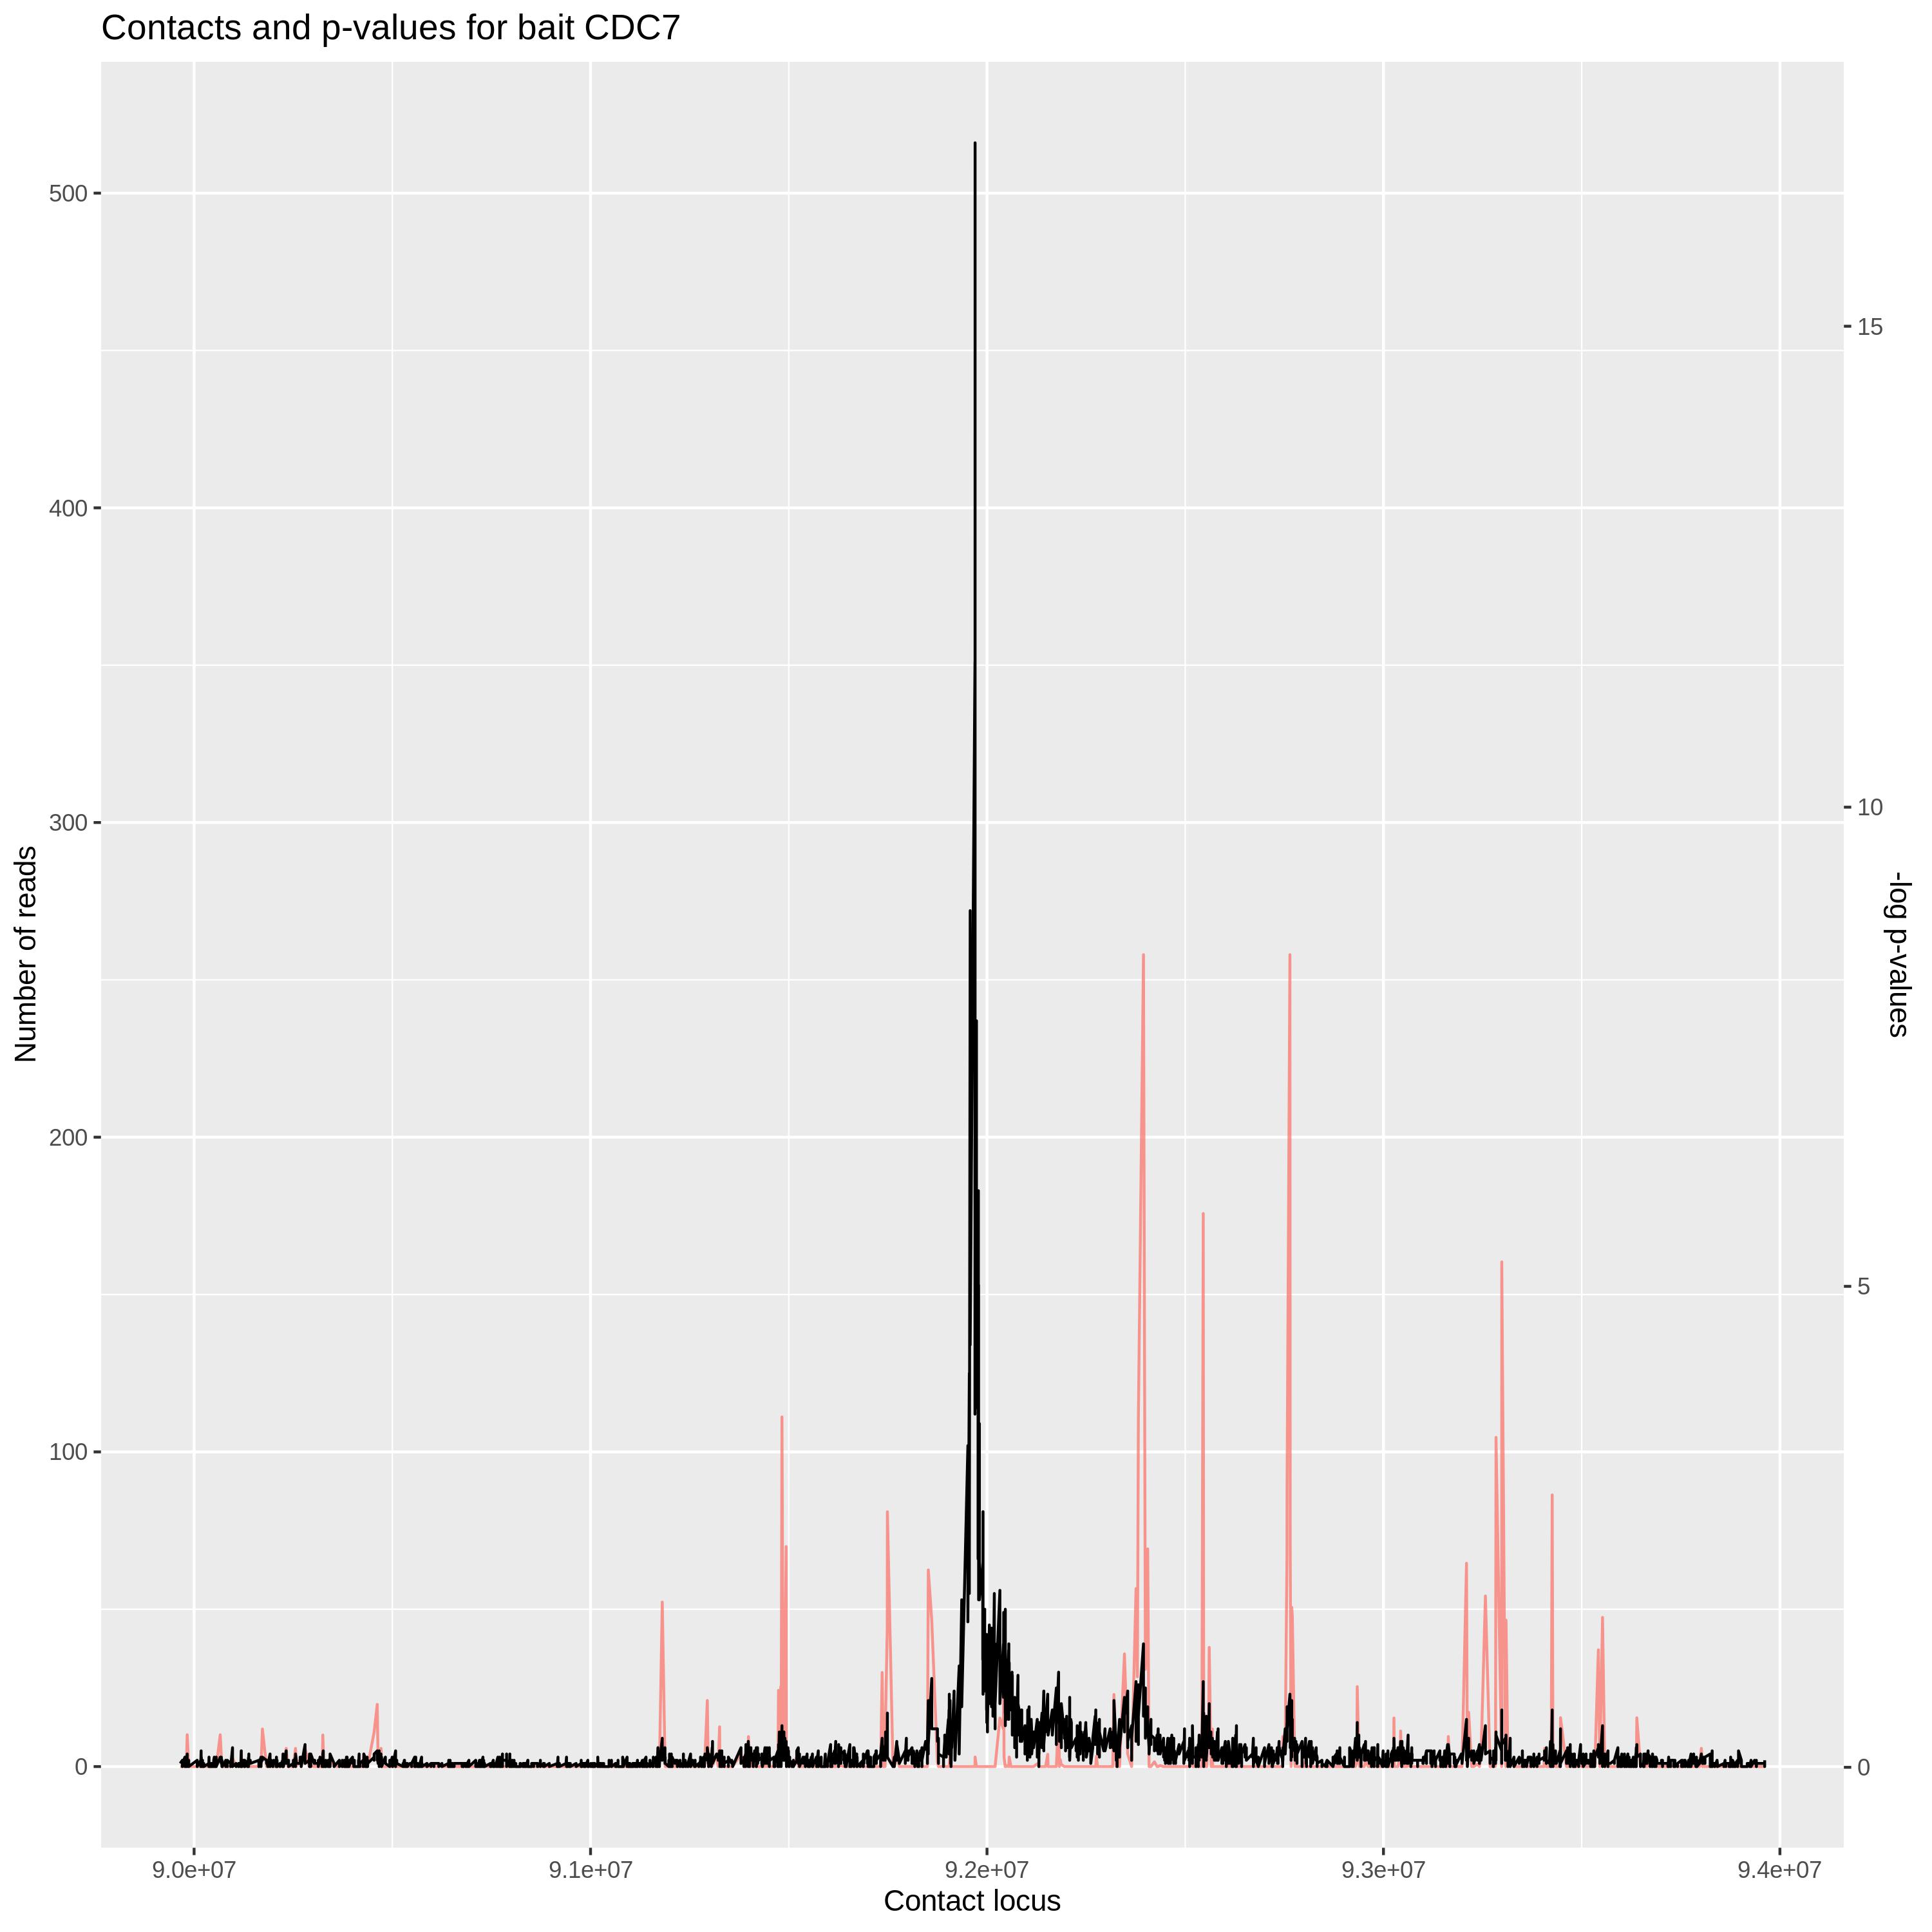 Contacts and p-values for bait CDC7
500
400
300
200
100
0
Number of reads
15
10
5
0
-log p-values
9.0e+07
9.1e+07
9.2e+07
9.3e+07
9.4e+07
Contact locus